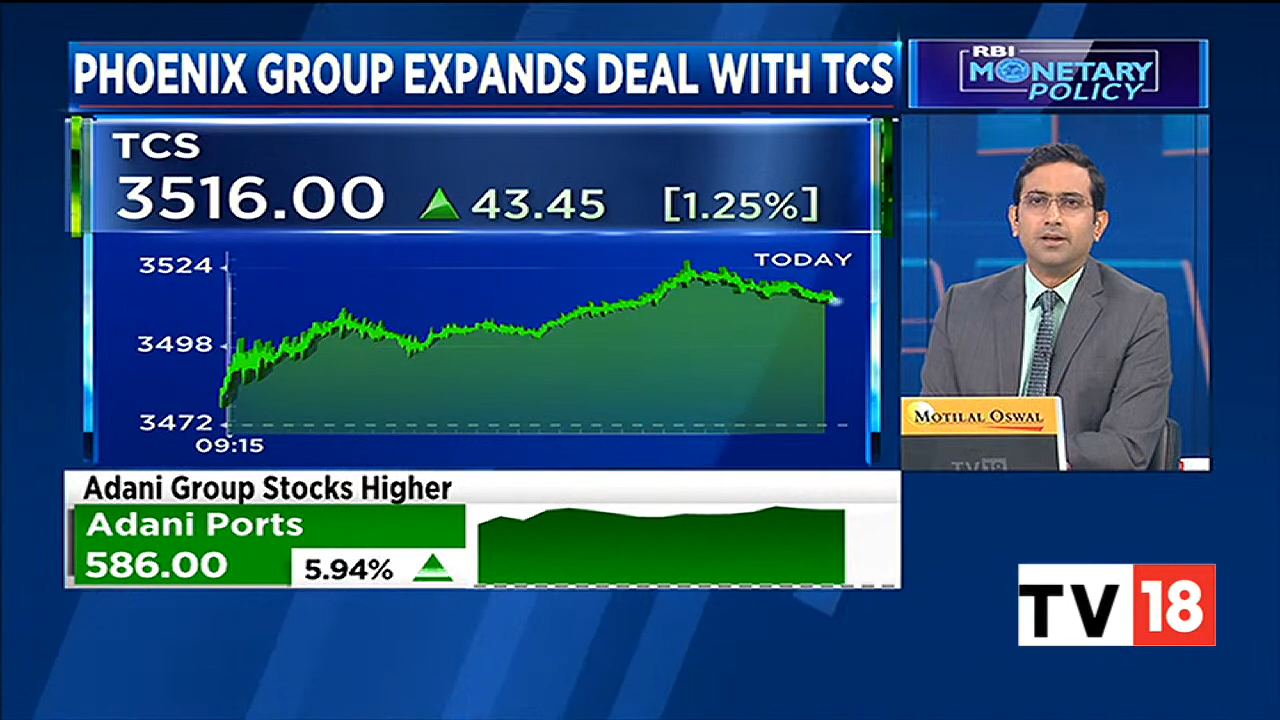 PHOENIX GROUP EXPANDS DEAL WITH TCS
RBI
MONETARY
POLICY
TCS
3516.00 43.45 [1.25%]
TODAY
3524
3498
3472
09:15
MOTILAL OSWAL
TV18
Adani Group Stocks Higher
Adani Ports
586.00 5.94%
TV18